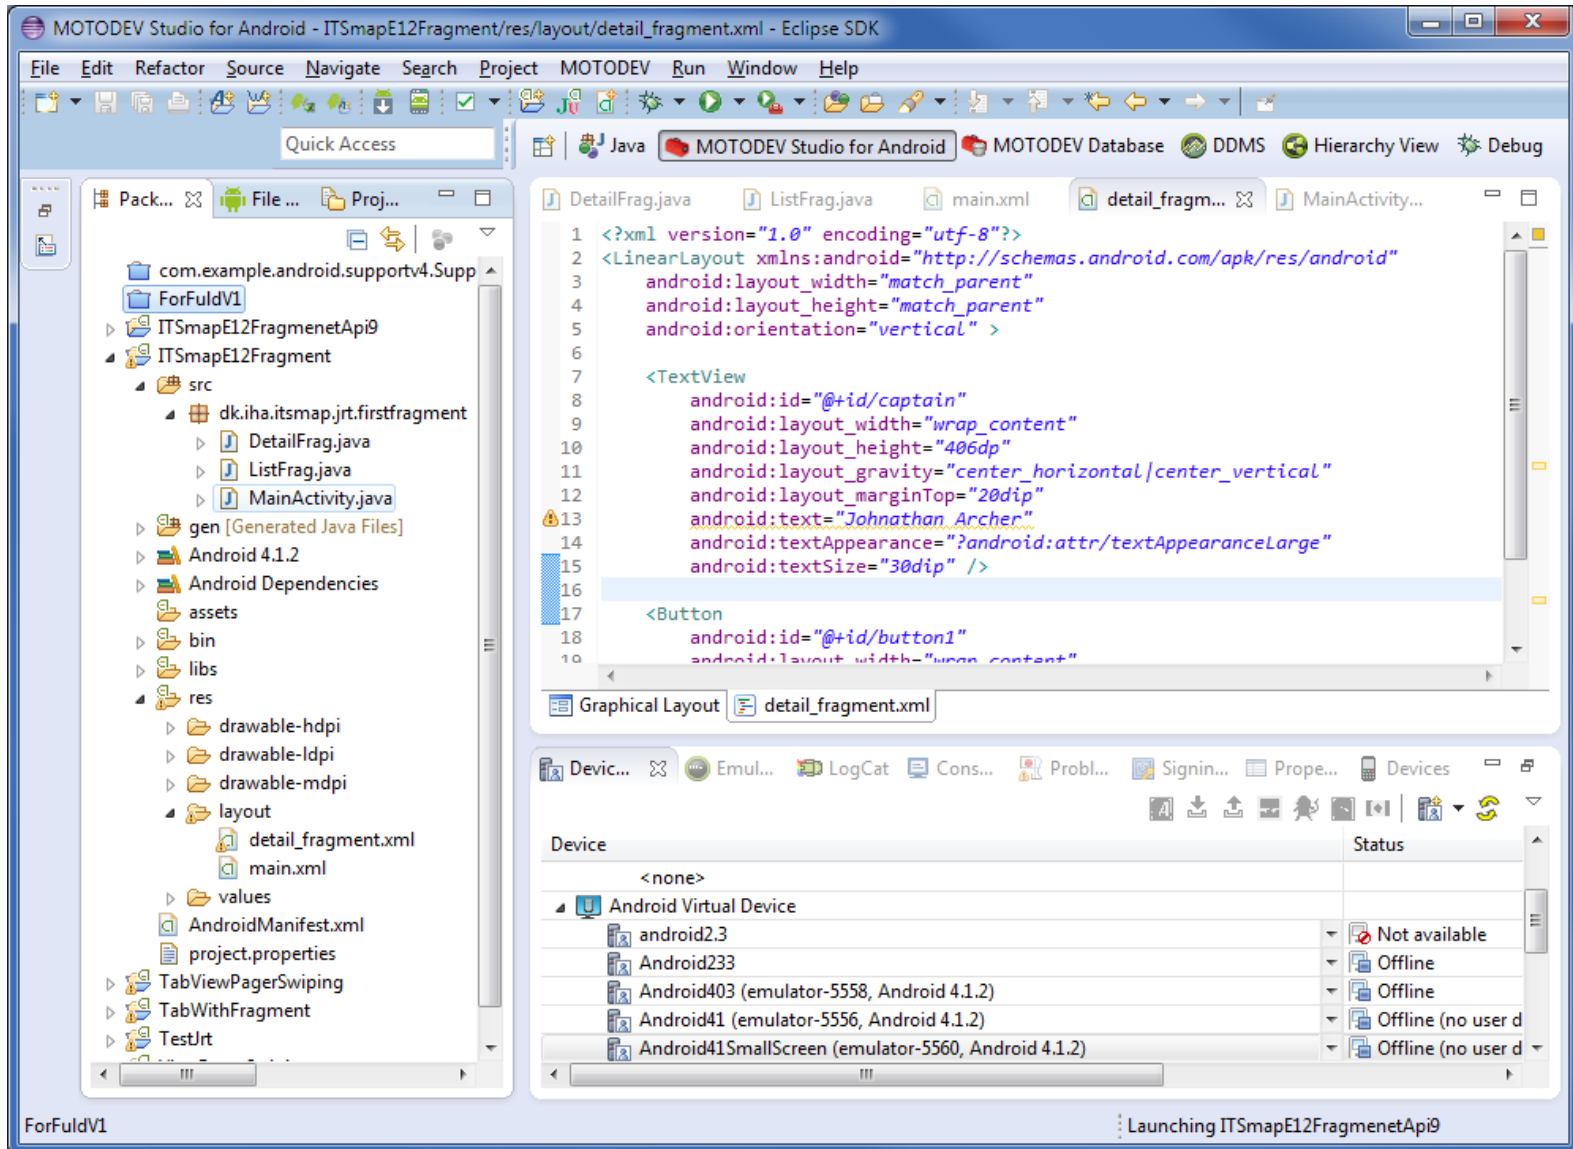 MOTODEV Studio for Android - ITSmapE12Fragment/res/layout/detail_fragment.xml - Eclipse SDK
File Edit Refactor Source Navigate Search Project MOTODEV Run Window Help
Quick Access
Java MOTODEV Studio for Android MOTODEV Database DDMS Hierarchy View Debug
Pack... File ... Proj...
com.example.android.supportv4.Supp
ForFuldV1
ITSmapE12FragmenetApi9
ITSmapE12Fragment
src
dk.iha.itsmap.jrt.firstfragment
DetailFrag.java
ListFrag.java
MainActivity.java
gen [Generated Java Files]
Android 4.1.2
Android Dependencies
assets
bin
libs
res
drawable-hdpi
drawable-ldpi
drawable-mdpi
layout
detail_fragment.xml
main.xml
values
AndroidManifest.xml
project.properties
TabViewPagerSwiping
TabWithFragment
TestJrt
DetailFrag.java ListFrag.java main.xml detail_fragm... MainActivity...
1 <?xml version="1.0" encoding="utf-8"?>
2 <LinearLayout xmlns:android="http://schemas.android.com/apk/res/android"
3 android:layout_width="match_parent"
4 android:layout_height="match_parent"
5 android:orientation="vertical" >
6
7 <TextView
8 android:id="@+id/captain"
9 android:layout_width="wrap_content"
10 android:layout_height="406dp"
11 android:layout_gravity="center_horizontal|center_vertical"
12 android:layout_marginTop="20dip"
13 android:text="Johnathan Archer"
14 android:textAppearance="?android:attr/textAppearanceLarge"
15 android:textSize="30dip" />
16
17 <Button
18 android:id="@+id/button1"
19 android:layout_width="wrap_content"
Graphical Layout detail_fragment.xml
Devic... Emul... LogCat Cons... Probl... Signin... Prope... Devices
Device Status
<none>
Android Virtual Device
android2.3 Not available
Android233 Offline
Android403 (emulator-5558, Android 4.1.2) Offline
Android41 (emulator-5556, Android 4.1.2) Offline (no user d
Android41SmallScreen (emulator-5560, Android 4.1.2) Offline (no user d
ForFuldV1 Launching ITSmapE12FragmenetApi9